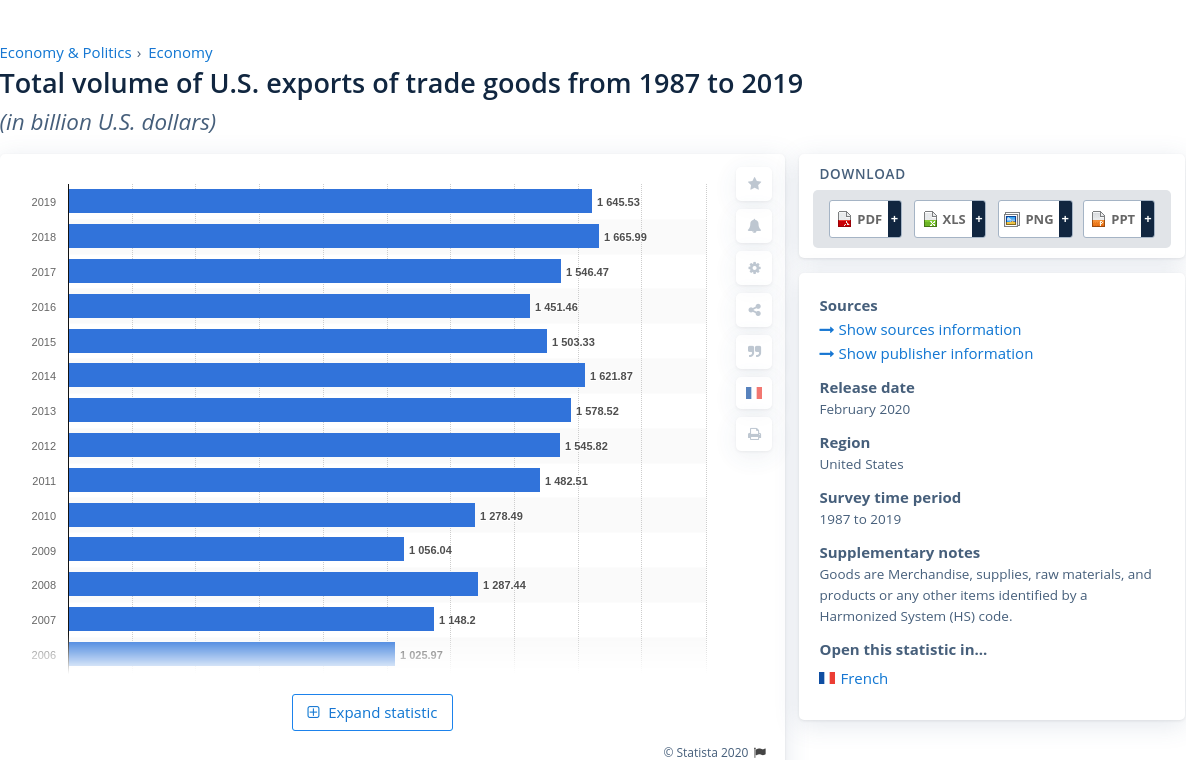 Economy & Politics › Economy
Total volume of U.S. exports of trade goods from 1987 to 2019
(in billion U.S. dollars)
2019 1 645.53
2018 1 665.99
2017 1 546.47
2016 1 451.46
2015 1 503.33
2014 1 621.87
2013 1 578.52
2012 1 545.82
2011 1 482.51
2010 1 278.49
2009 1 056.04
2008 1 287.44
2007 1 148.2
2006 1 025.97
Expand statistic
© Statista 2020
DOWNLOAD
PDF + XLS + PNG + PPT +
Sources
Show sources information
Show publisher information
Release date
February 2020
Region
United States
Survey time period
1987 to 2019
Supplementary notes
Goods are Merchandise, supplies, raw materials, and
products or any other items identified by a
Harmonized System (HS) code.
Open this statistic in...
French